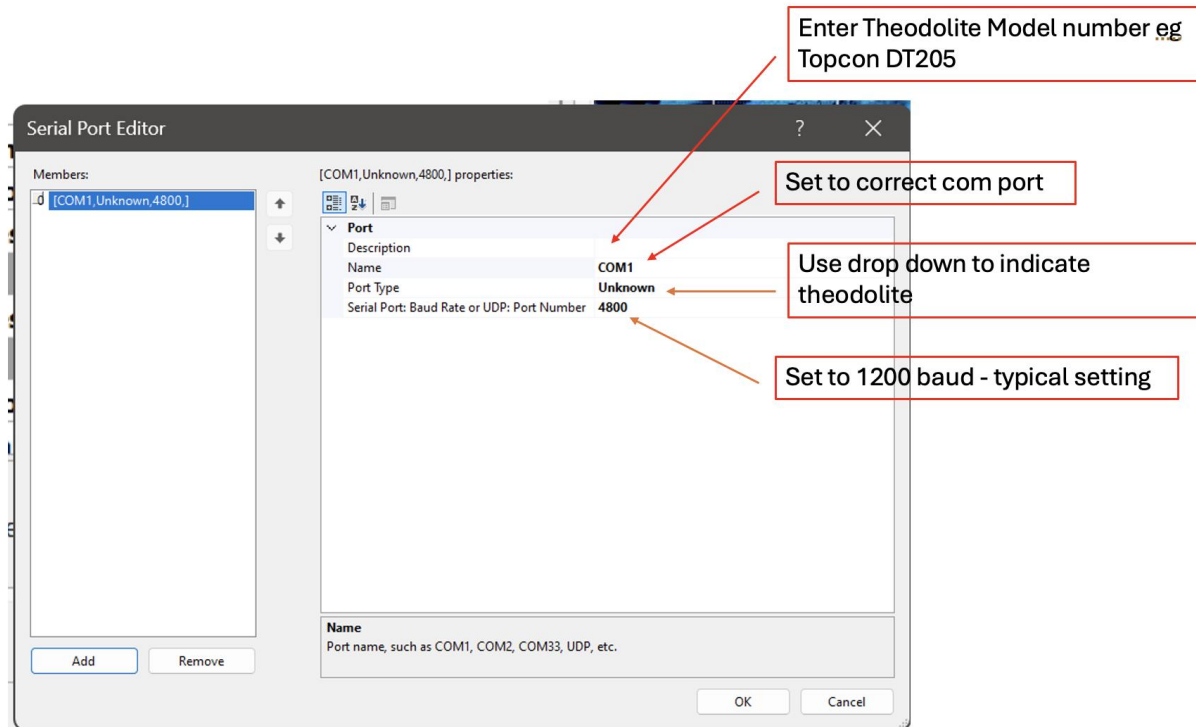 Enter Theodolite Model number eg
Topcon DT205
Serial Port Editor
?
Members:
[COM1,Unknown,4800,] properties:
[COM1,Unknown,4800,]
Set to correct com port
Port
Description
Name COM1
Port Type Unknown
Serial Port: Baud Rate or UDP: Port Number 4800
Use drop down to indicate
theodolite
Set to 1200 baud - typical setting
Name
Port name, such as COM1, COM2, COM33, UDP, etc.
Add Remove
OK Cancel